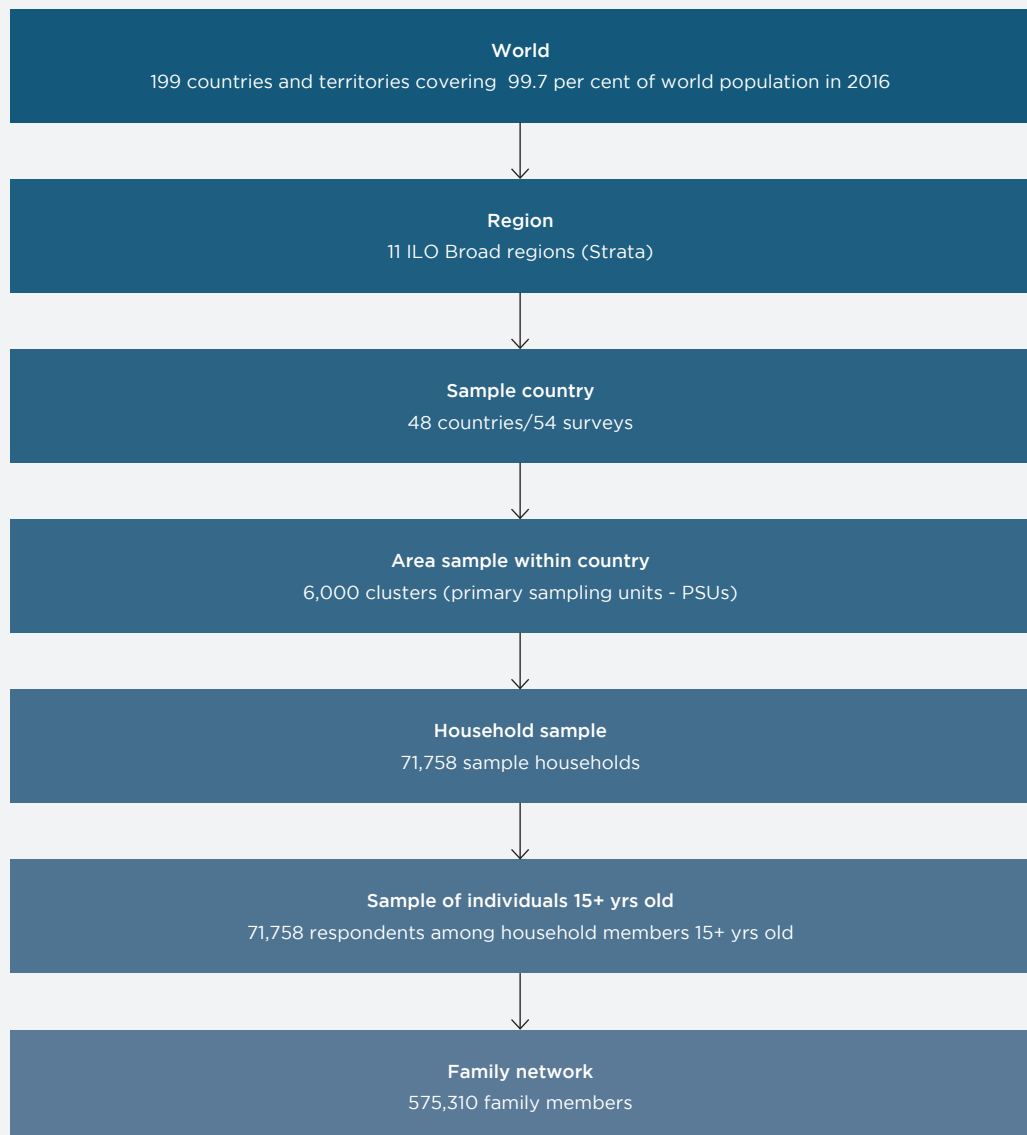 World
199 countries and territories covering  99.7 per cent of world population in 2016
Region
11 ILO Broad regions (Strata)
Sample country
48 countries/54 surveys
Area sample within country
6,000 clusters (primary sampling units - PSUs)
Household sample
71,758 sample households
Sample of individuals 15+ yrs old
71,758 respondents among household members 15+ yrs old
Family network
575,310 family members